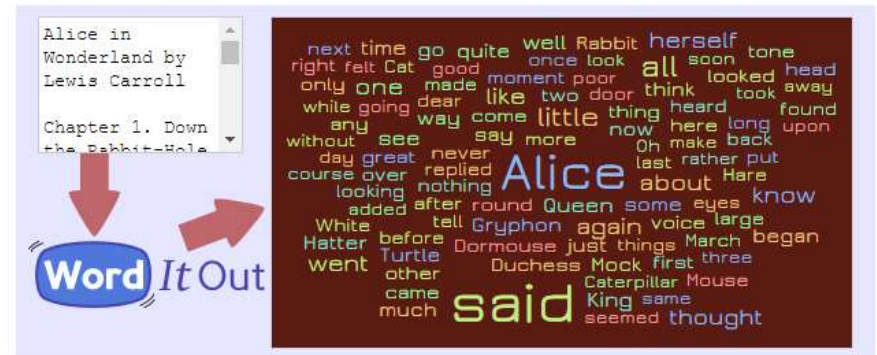 Alice in
Wonderland by
Lewis Carroll
Chapter 1. Down
the Rabbit-Hole
Word It Out
next time go quite well Rabbit herself
right felt Cat good once look all soon tone
only one made moment poor think looked head
while going dear like two door took away
any way come little thing heard found
without see say more now here long upon
day great never Oh make back
course over replied Alice last rather put
looking nothing about Hare
added after round Queen some eyes know
White tell Gryphon again voice large
Hatter before Dormouse just things March began
went Turtle Duchess Mock first three
other Caterpillar Mouse
came said King same
much seemed thought